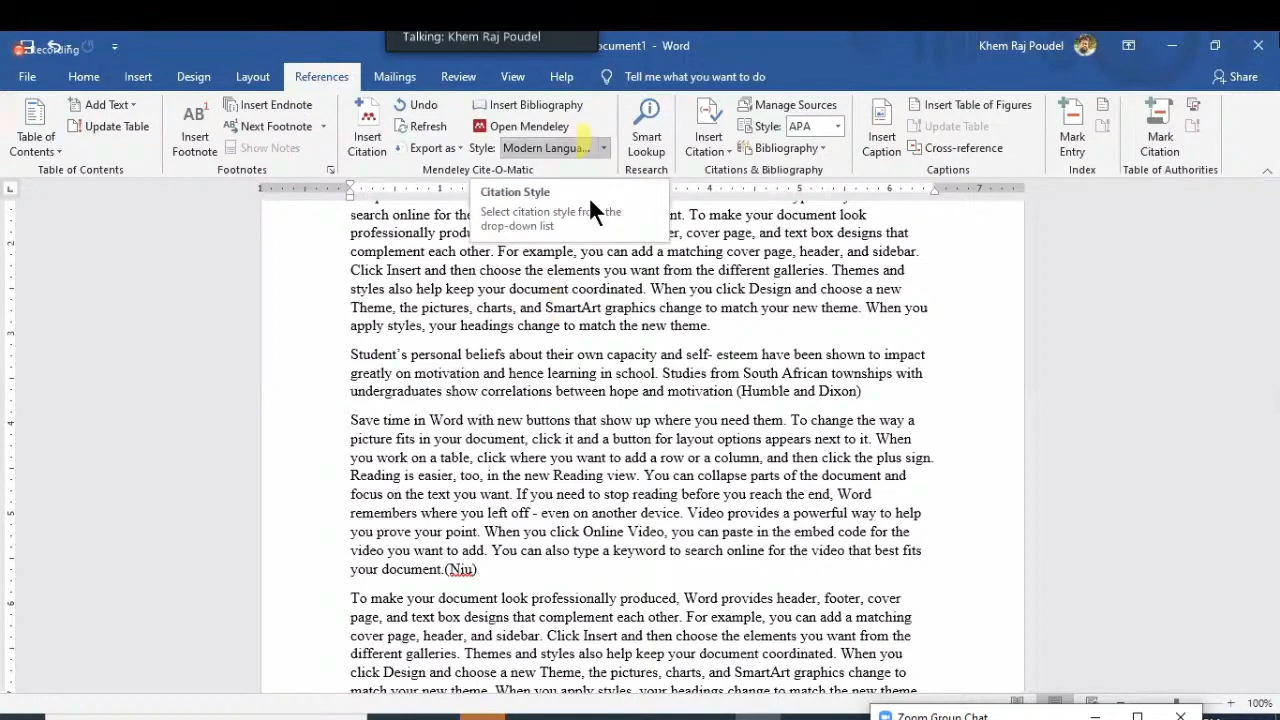 Talking: Khem Raj Poudel
Recording
ocument1 - Word
Khem Raj Poudel
File Home Insert Design Layout References Mailings Review View Help Tell me what you want to do Share
Table of Contents
Add Text
Update Table
Table of Contents
AB1
Insert Footnote
Insert Endnote
Next Footnote
Show Notes
Footnotes
Insert Citation
Undo
Refresh
Export as
Insert Bibliography
Open Mendeley
Style: Modern Langua...
Mendeley Cite-O-Matic
Smart Lookup
Research
Insert Citation
Manage Sources
Style: APA
Bibliography
Citations & Bibliography
Insert Caption
Insert Table of Figures
Update Table
Cross-reference
Captions
Mark Entry
Index
Mark Citation
Table of Authorities
1 1 4 5 6 7
Citation Style
Select citation style from the
drop-down list
search online for the
nt. To make your document look
professionally produ
er, cover page, and text box designs that
complement each other. For example, you can add a matching cover page, header, and sidebar.
Click Insert and then choose the elements you want from the different galleries. Themes and
styles also help keep your document coordinated. When you click Design and choose a new
Theme, the pictures, charts, and SmartArt graphics change to match your new theme. When you
apply styles, your headings change to match the new theme.
Student’s personal beliefs about their own capacity and self- esteem have been shown to impact
greatly on motivation and hence learning in school. Studies from South African townships with
undergraduates show correlations between hope and motivation (Humble and Dixon)
Save time in Word with new buttons that show up where you need them. To change the way a
picture fits in your document, click it and a button for layout options appears next to it. When
you work on a table, click where you want to add a row or a column, and then click the plus sign.
Reading is easier, too, in the new Reading view. You can collapse parts of the document and
focus on the text you want. If you need to stop reading before you reach the end, Word
remembers where you left off - even on another device. Video provides a powerful way to help
you prove your point. When you click Online Video, you can paste in the embed code for the
video you want to add. You can also type a keyword to search online for the video that best fits
your document.(Niu)
To make your document look professionally produced, Word provides header, footer, cover
page, and text box designs that complement each other. For example, you can add a matching
cover page, header, and sidebar. Click Insert and then choose the elements you want from the
different galleries. Themes and styles also help keep your document coordinated. When you
click Design and choose a new Theme, the pictures, charts, and SmartArt graphics change to
match your new theme. When you apply styles, your headings change to match the new theme
2
3
4
5
6
100%
Zoom Group Chat